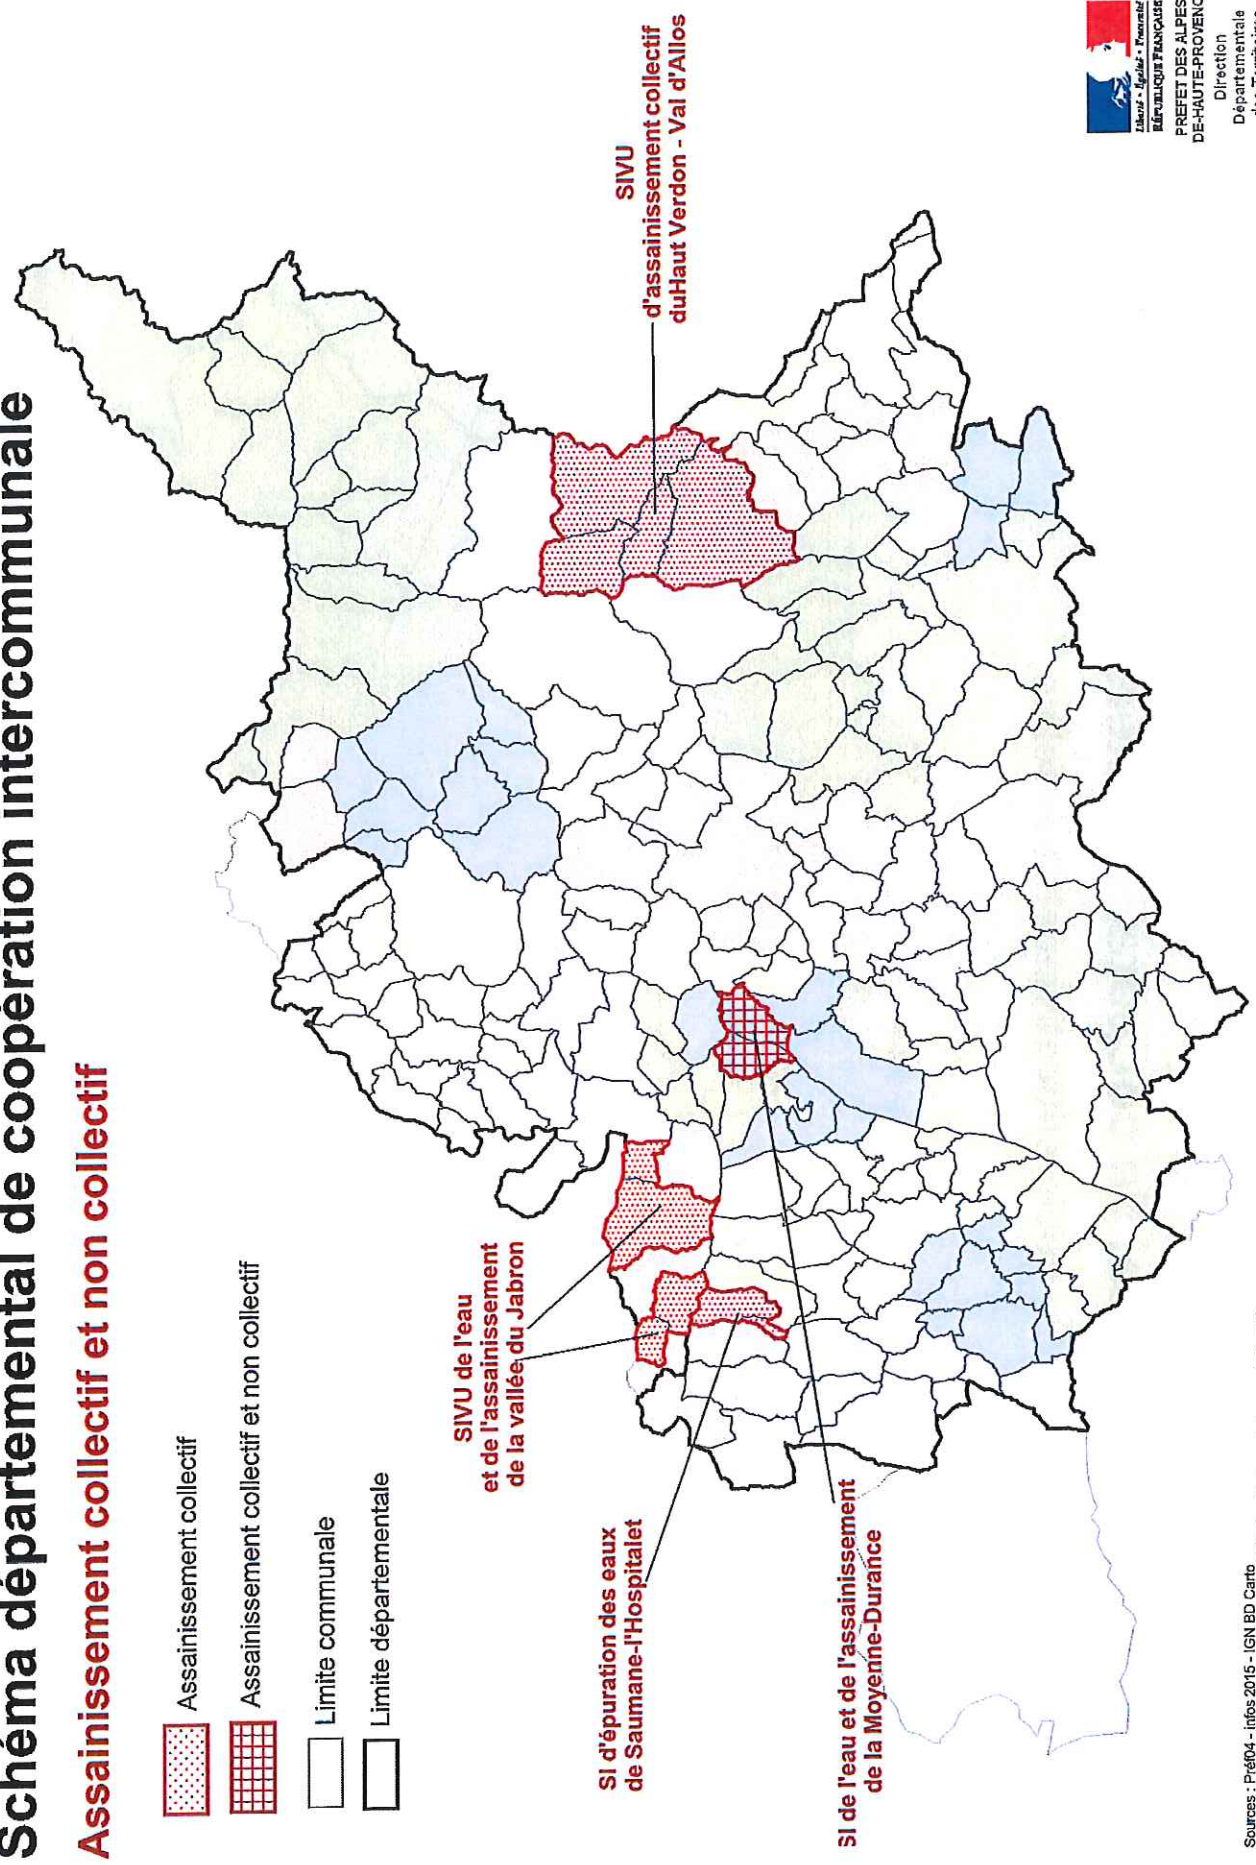 Schéma départemental de coopération intercommunale
Assainissement collectif et non collectif
Assainissement collectif
Assainissement collectif et non collectif
Limite communale
Limite départementale
SIVU de l'eau
et de l'assainissement
de la vallée du Jabron
SI d'épuration des eaux
de Saumane-l'Hospitalet
SI de l'eau et de l'assainissement
de la Moyenne-Durance
SIVU
d'assainissement collectif
duHaut Verdon - Val d'Allos
Liberté • Égalité • Fraternité
RÉPUBLIQUE FRANÇAISE
PREFET DES ALPES
DE-HAUTE-PROVENC
Direction
Départementale
des Territoires
Sources : Préf04 - infos 2015 - IGN BD Carto